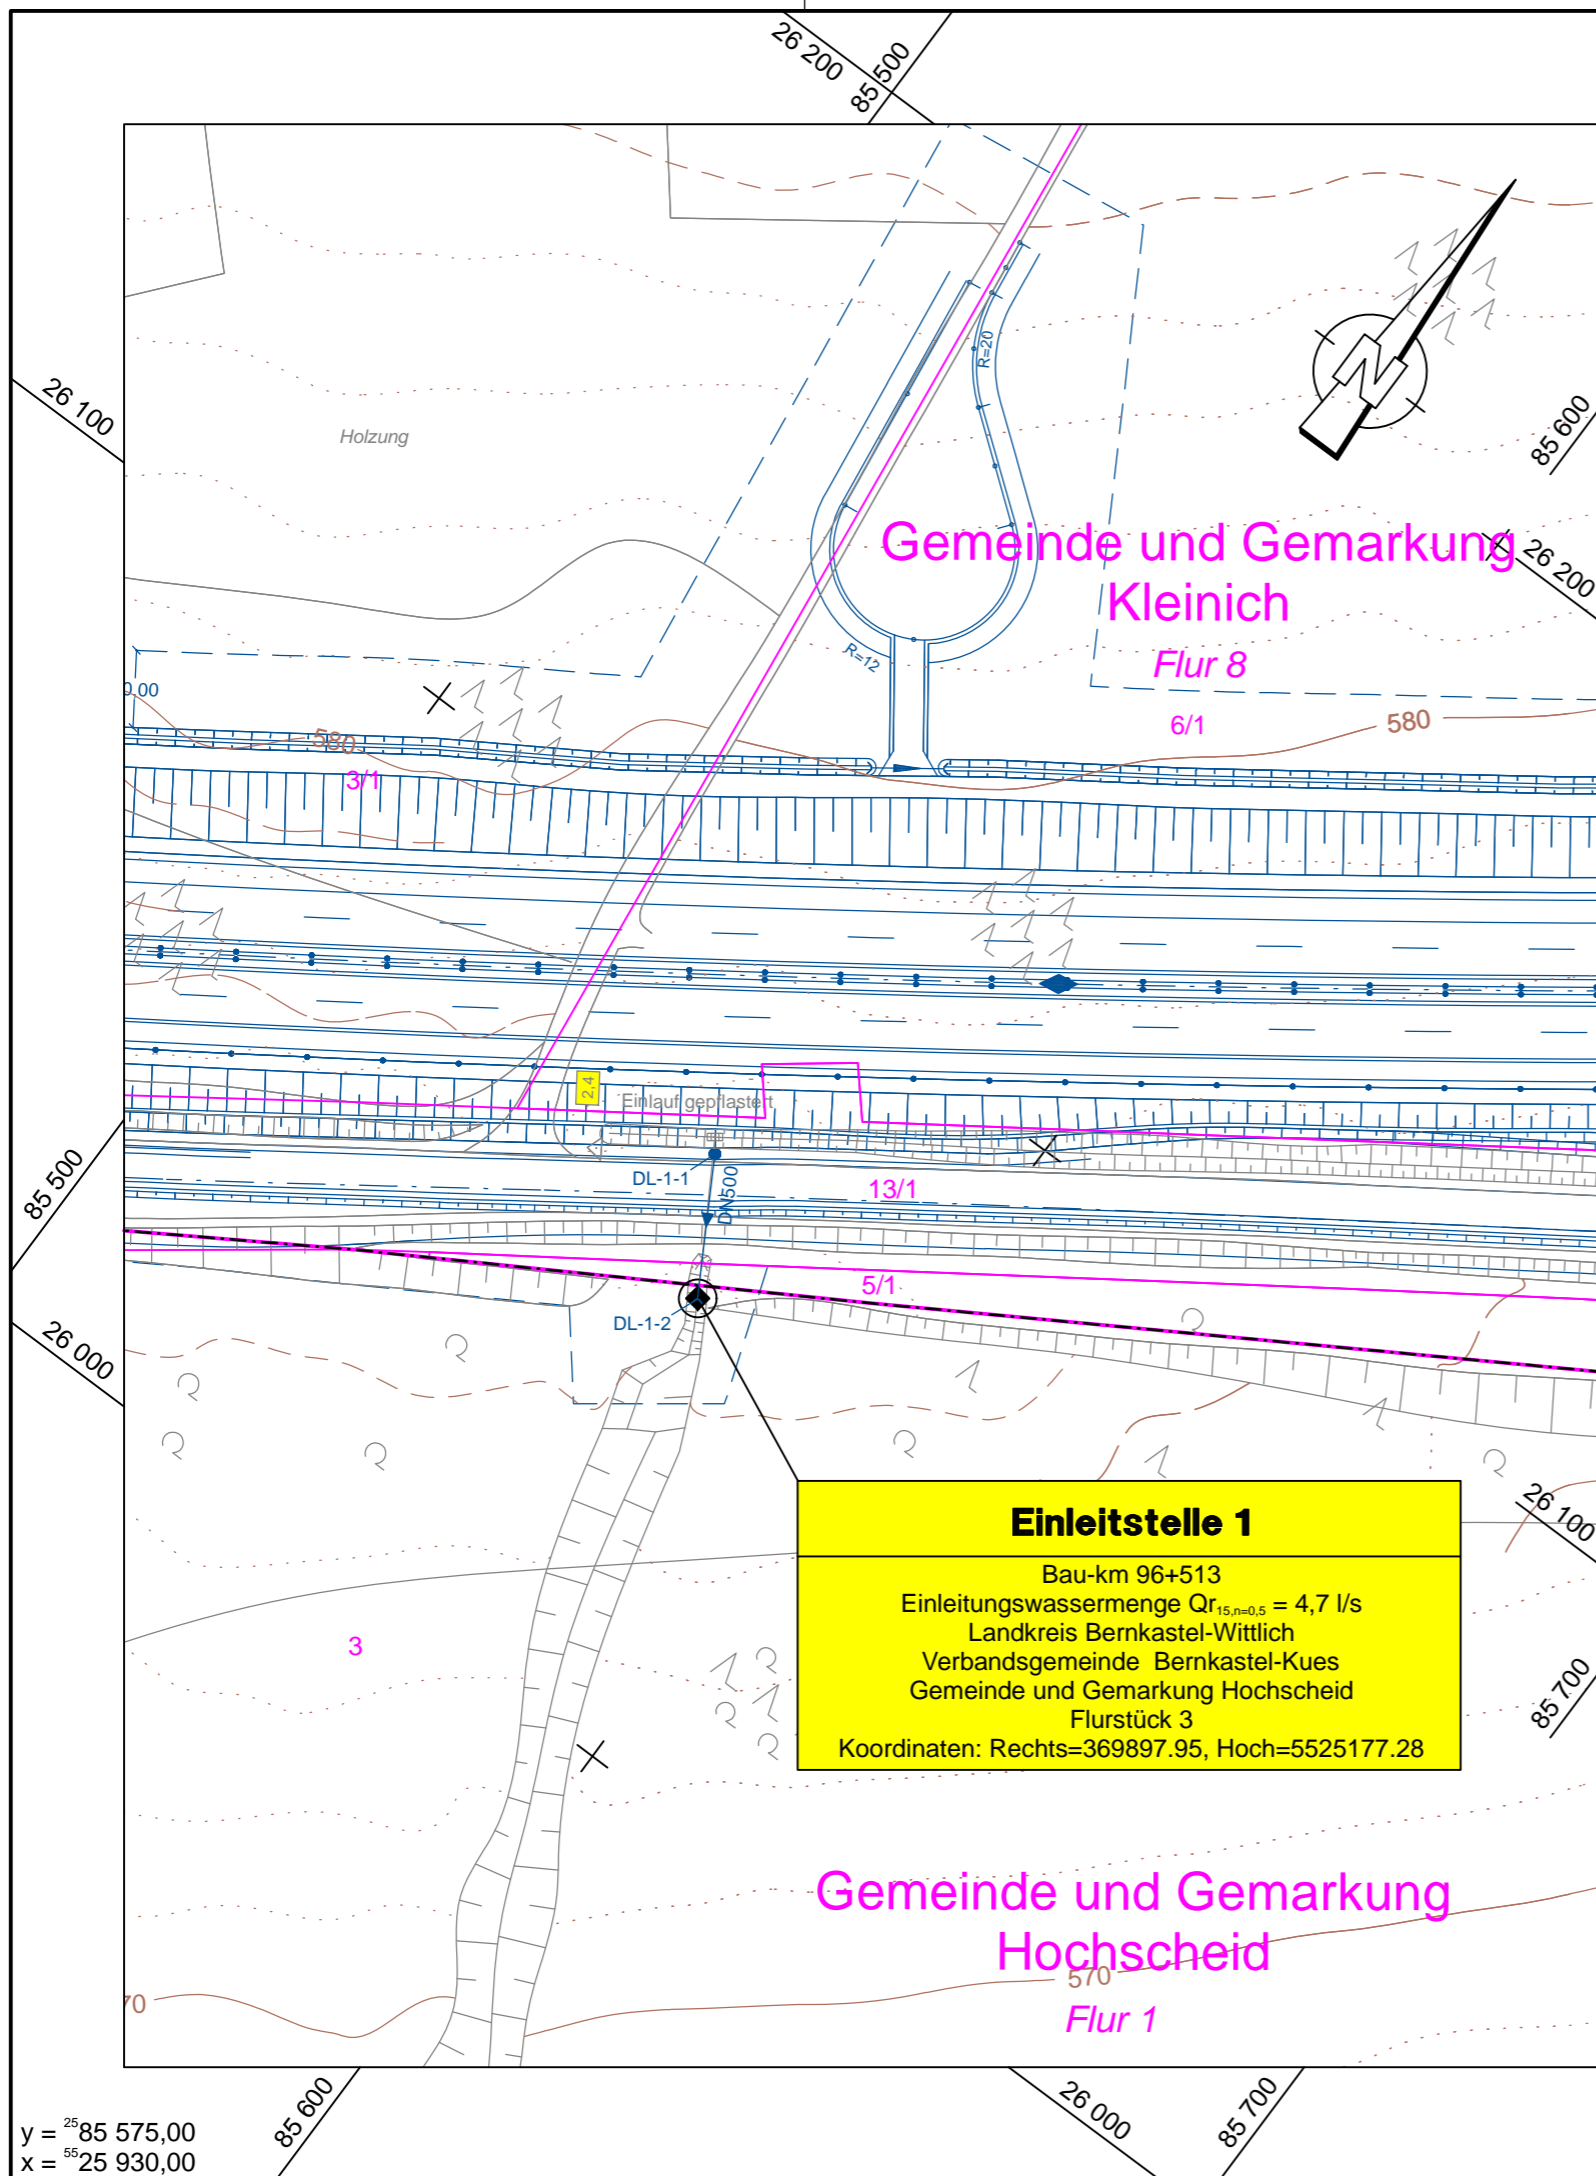 26 200
85 500
26 100
Holzung
R=20
N
85 600
Gemeinde und Gemarkung
Kleinich
26 200
Flur 8
R=12
0,00
580
6/1
580
3/1
2,4
Einlauf gepflastert
DL-1-1
DN500
13/1
85 500
5/1
DL-1-2
26 000
Einleitstelle 1
Bau-km 96+513
Einleitungswassermenge Qr15,n=0,5 = 4,7 l/s
Landkreis Bernkastel-Wittlich
Verbandsgemeinde Bernkastel-Kues
Gemeinde und Gemarkung Hochscheid
Flurstück 3
Koordinaten: Rechts=369897.95, Hoch=5525177.28
26 100
3
85 700
Gemeinde und Gemarkung
Hochscheid
570
70
Flur 1
85 600
26 000
85 700
y = 2585 575,00
x = 5525 930,00